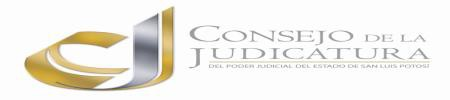 CONSEJO DE LA
JUDICATURA
DEL PODER JUDICIAL DEL ESTADO DE SAN LUIS POTOSÍ